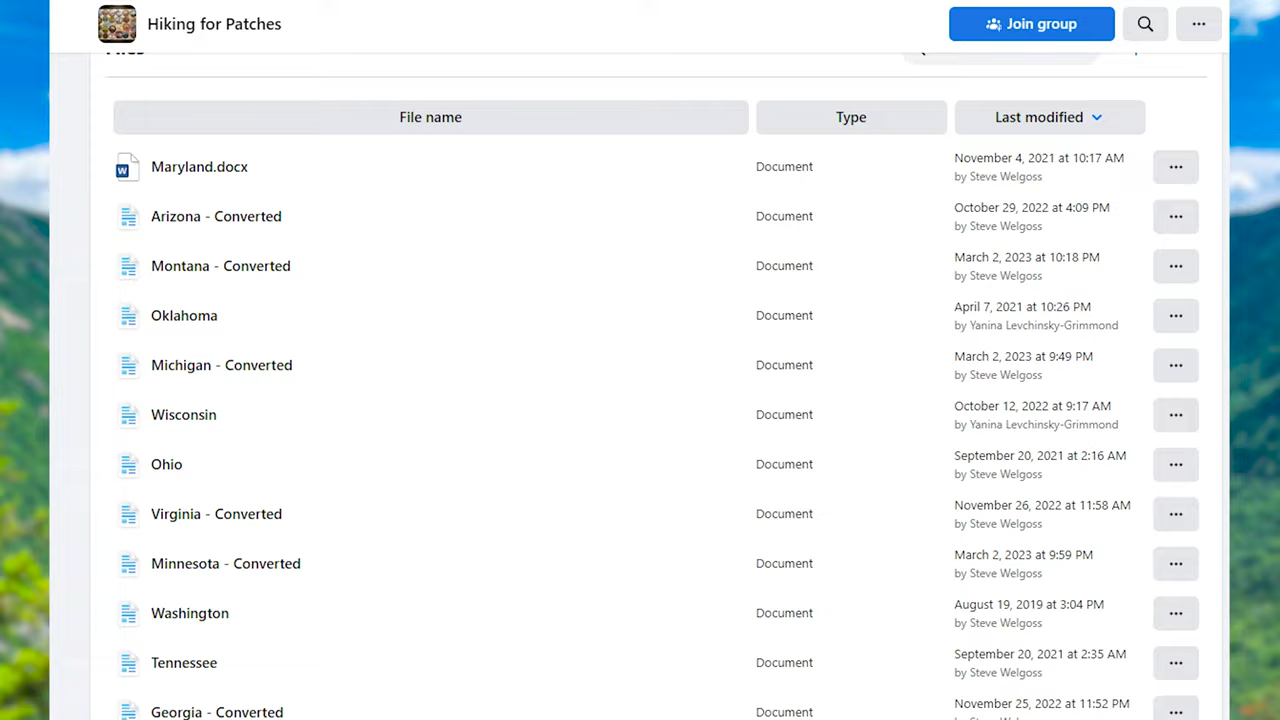 Hiking for Patches
Join group
Files
File name
Type
Last modified
Maryland.docx
Document
November 4, 2021 at 10:17 AM
by Steve Welgoss
Arizona - Converted
Document
October 29, 2022 at 4:09 PM
by Steve Welgoss
Montana - Converted
Document
March 2, 2023 at 10:18 PM
by Steve Welgoss
Oklahoma
Document
April 7, 2021 at 10:26 PM
by Yanina Levchinsky-Grimmond
Michigan - Converted
Document
March 2, 2023 at 9:49 PM
by Steve Welgoss
Wisconsin
Document
October 12, 2022 at 9:17 AM
by Yanina Levchinsky-Grimmond
Ohio
Document
September 20, 2021 at 2:16 AM
by Steve Welgoss
Virginia - Converted
Document
November 26, 2022 at 11:58 AM
by Steve Welgoss
Minnesota - Converted
Document
March 2, 2023 at 9:59 PM
by Steve Welgoss
Washington
Document
August 19, 2019 at 3:04 PM
by Steve Welgoss
Tennessee
Document
September 20, 2021 at 2:35 AM
by Steve Welgoss
Georgia - Converted
Document
November 25, 2022 at 11:52 PM